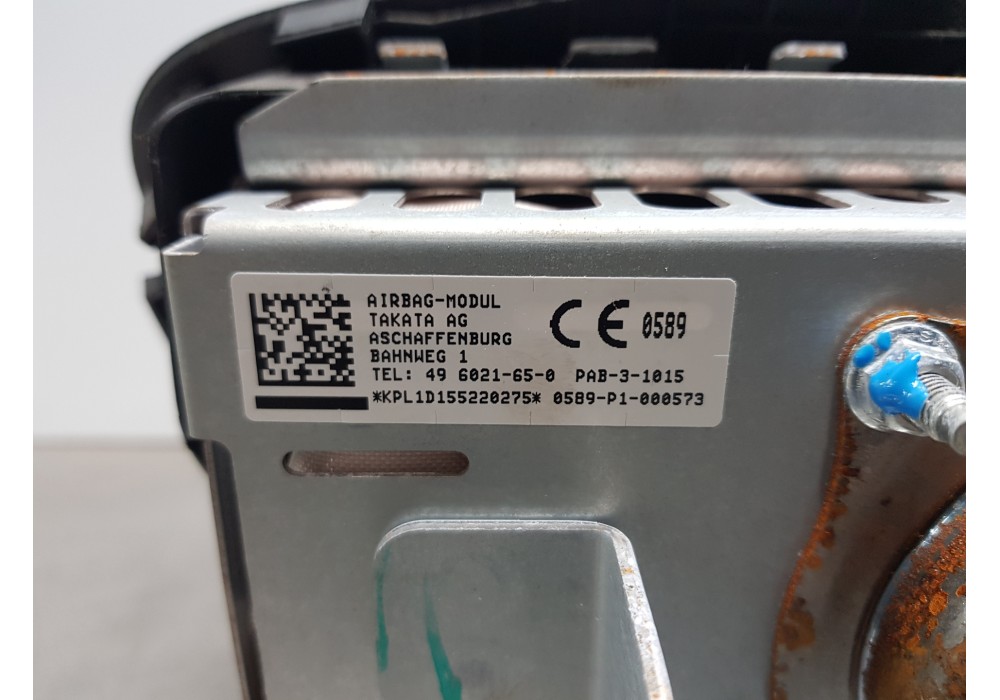 AIRBAG-MODUL
TAKATA AG
ASCHAFFENBURG
BAHNWEG 1
TEL: 49 6021-65-0 PAB-3-1015
*KPL1D155220275* 0589-P1-000573
CE 0589